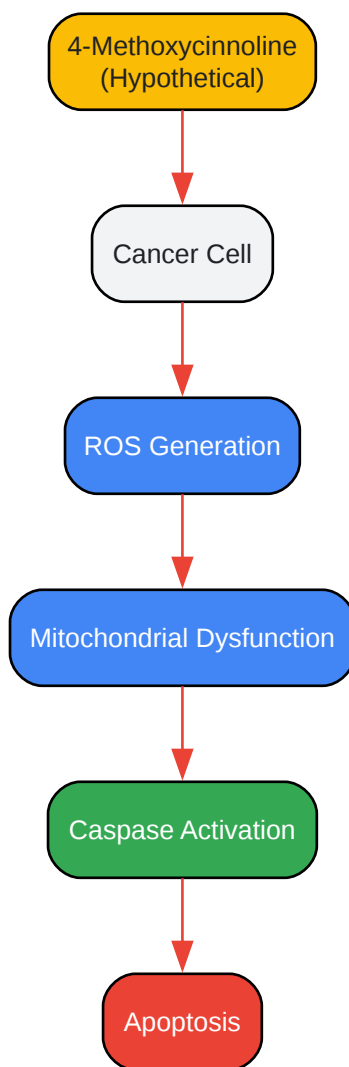 4-Methoxycinnoline
(Hypothetical)
Cancer Cell
ROS Generation
Mitochondrial Dysfunction
Caspase Activation
Apoptosis